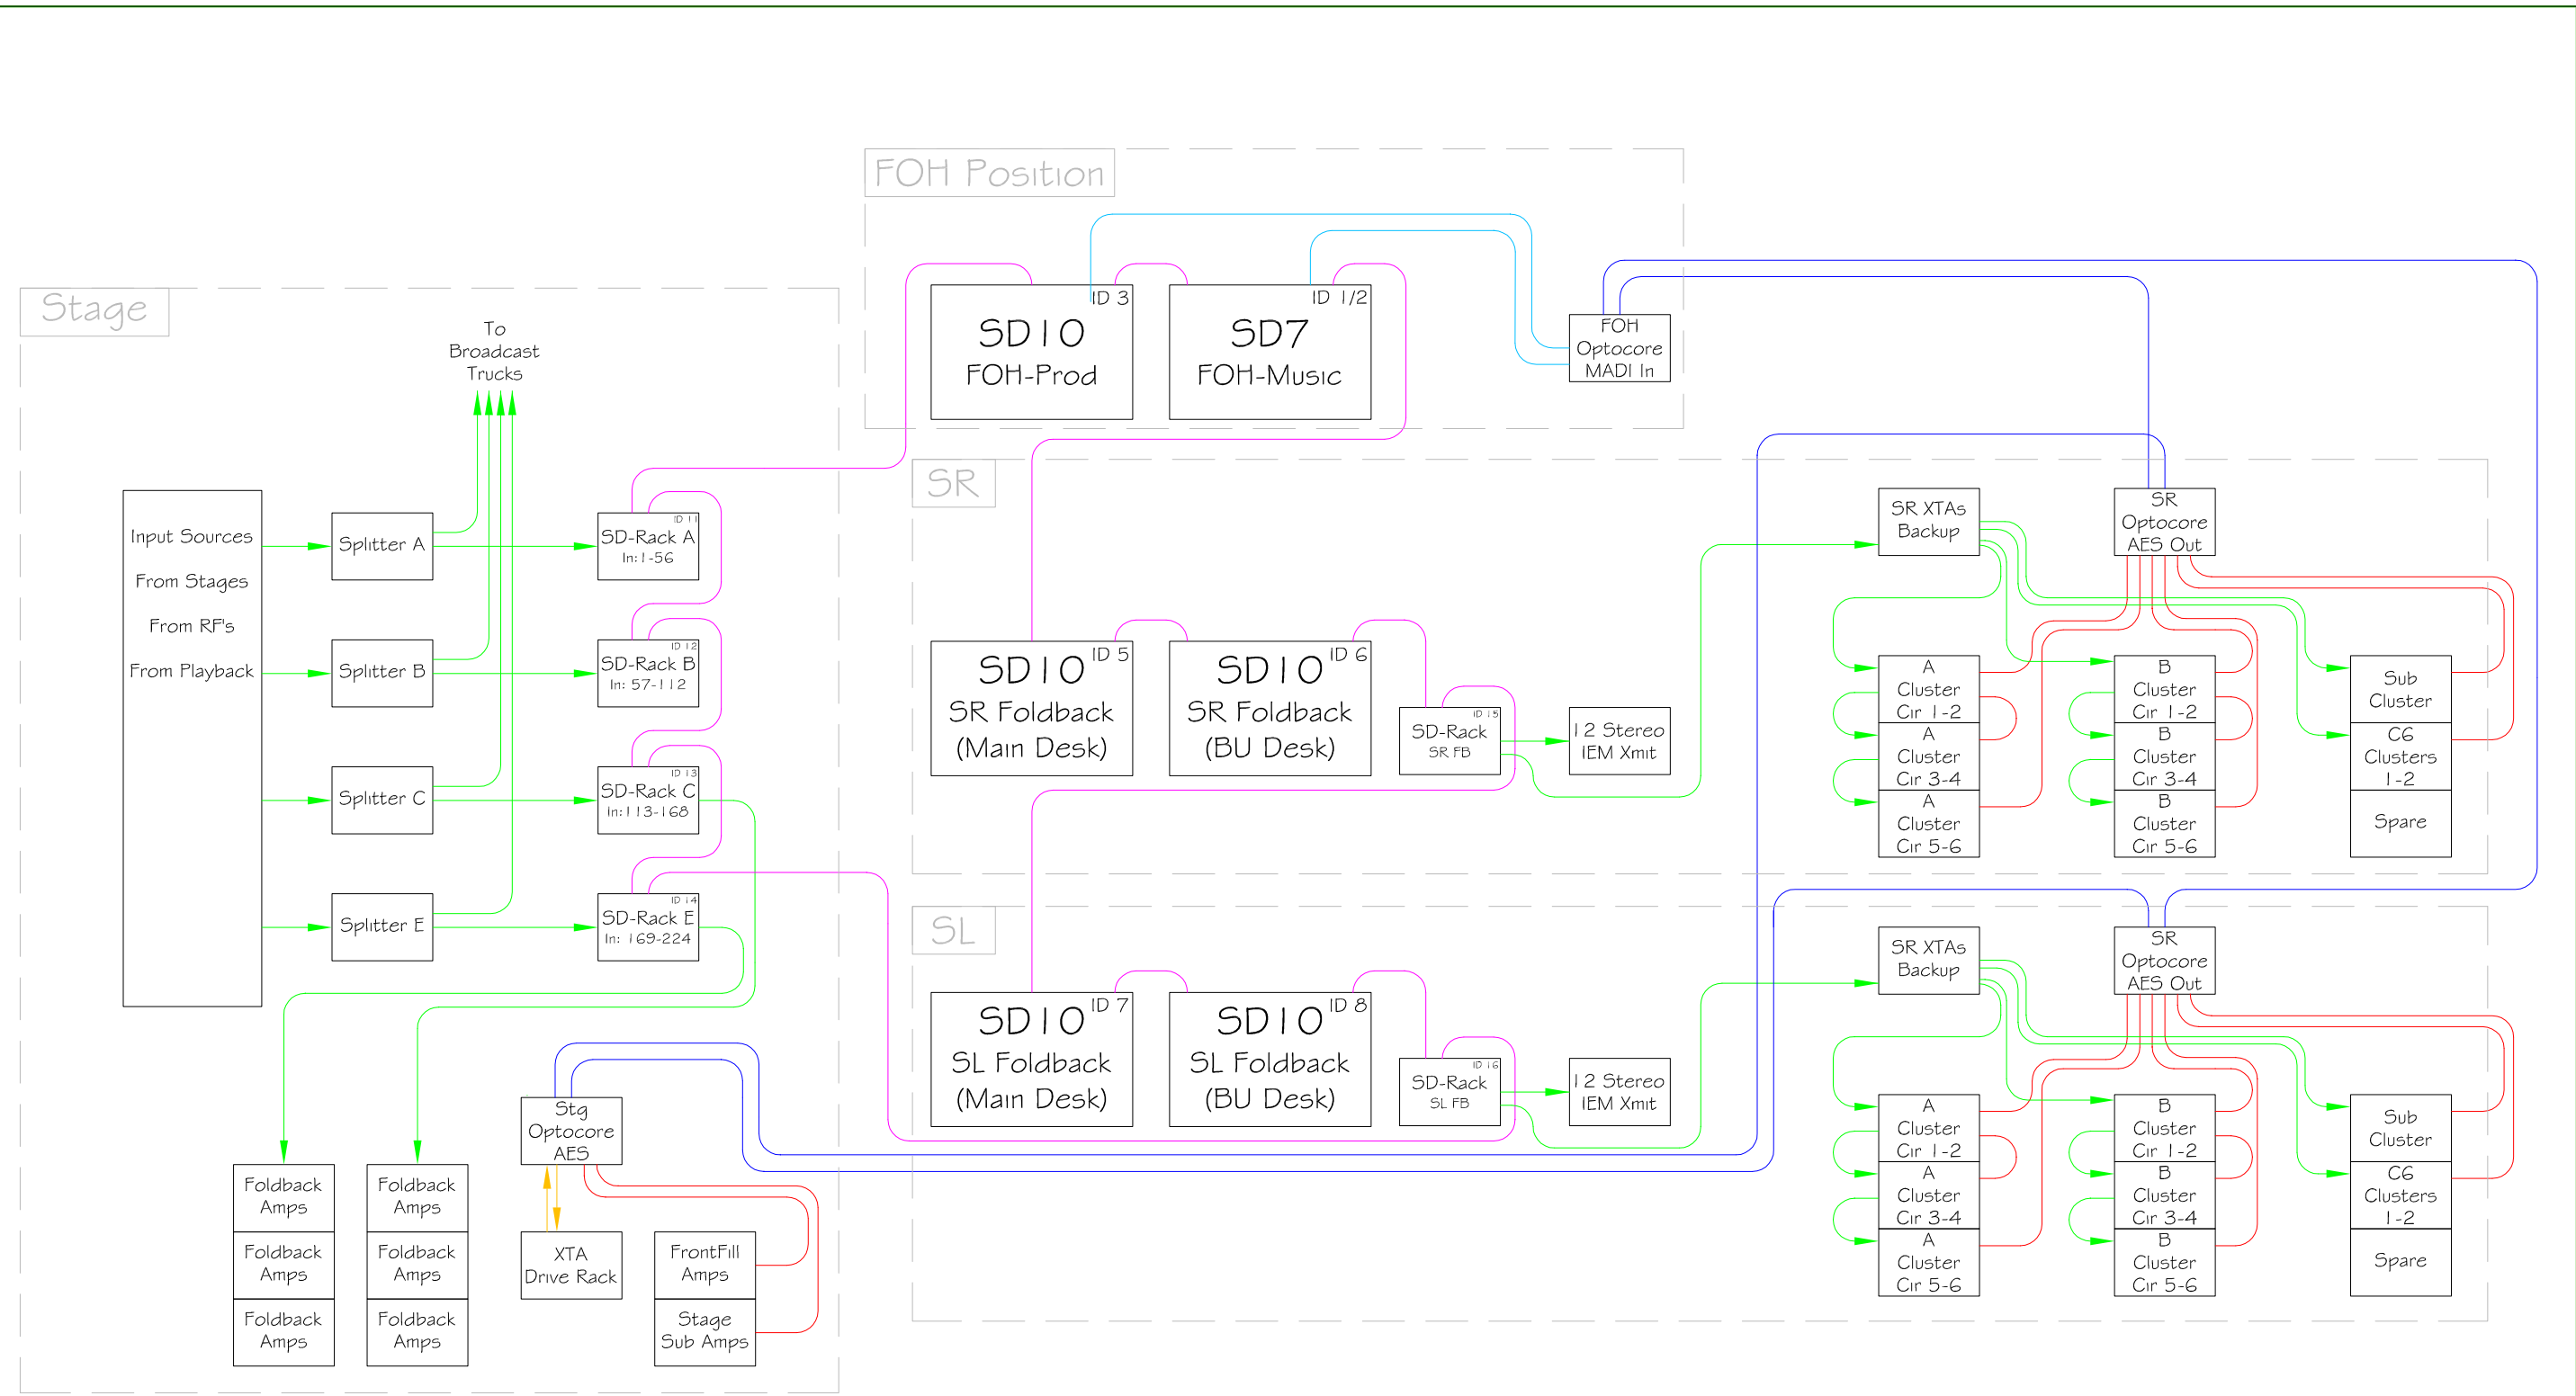 FOH Position
ID 3
SD10
FOH-Prod
ID 1/2
SD7
FOH-Music
FOH
Optocore
MADI In
Stage
To
Broadcast
Trucks
Input Sources
From Stages
From RF's
From Playback
Splitter A
Splitter B
Splitter C
Splitter E
ID 11
SD-Rack A
In:1-56
ID 12
SD-Rack B
In: 57-112
ID 13
SD-Rack C
In:113-168
ID 14
SD-Rack E
In: 169-224
Foldback
Amps
Foldback
Amps
Foldback
Amps
Foldback
Amps
Foldback
Amps
Foldback
Amps
Stg
Optocore
AES
XTA
Drive Rack
FrontFill
Amps
Stage
Sub Amps
SR
ID 5
SD10
SR Foldback
(Main Desk)
ID 6
SD10
SR Foldback
(BU Desk)
ID 15
SD-Rack
SR FB
12 Stereo
IEM Xmit
SR XTAs
Backup
SR
Optocore
AES Out
A
Cluster
Cir 1-2
A
Cluster
Cir 3-4
A
Cluster
Cir 5-6
B
Cluster
Cir 1-2
B
Cluster
Cir 3-4
B
Cluster
Cir 5-6
Sub
Cluster
C6
Clusters
1-2
Spare
SL
ID 7
SD10
SL Foldback
(Main Desk)
ID 8
SD10
SL Foldback
(BU Desk)
ID 16
SD-Rack
SL FB
12 Stereo
IEM Xmit
SR XTAs
Backup
SR
Optocore
AES Out
A
Cluster
Cir 1-2
A
Cluster
Cir 3-4
A
Cluster
Cir 5-6
B
Cluster
Cir 1-2
B
Cluster
Cir 3-4
B
Cluster
Cir 5-6
Sub
Cluster
C6
Clusters
1-2
Spare